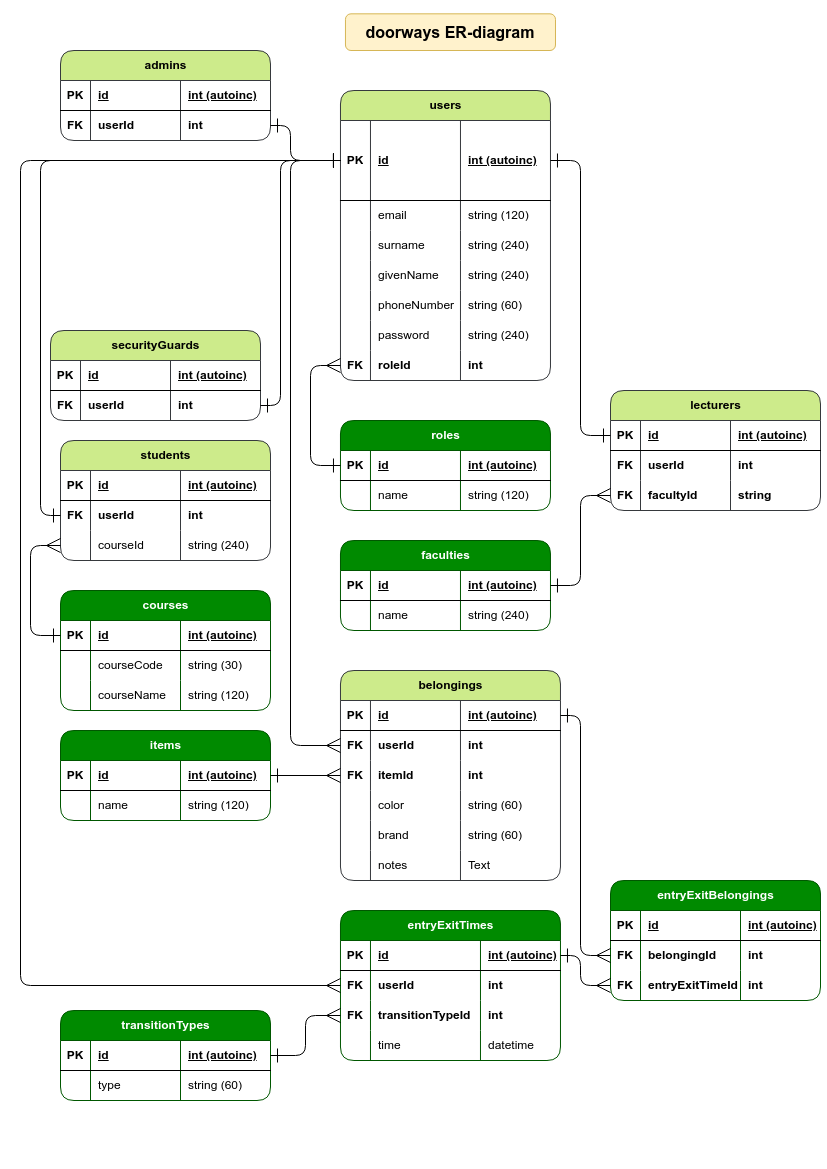 doorways ER-diagram
admins
PK id int (autoinc)
FK userId int
users
PK id int (autoinc)
email string (120)
surname string (240)
givenName string (240)
phoneNumber string (60)
password string (240)
FK roleId int
securityGuards
PK id int (autoinc)
FK userId int
lecturers
PK id int (autoinc)
FK userId int
FK facultyId string
roles
PK id int (autoinc)
name string (120)
students
PK id int (autoinc)
FK userId int
courseId string (240)
faculties
PK id int (autoinc)
name string (240)
courses
PK id int (autoinc)
courseCode string (30)
courseName string (120)
belongings
PK id int (autoinc)
FK userId int
FK itemId int
color string (60)
brand string (60)
notes Text
items
PK id int (autoinc)
name string (120)
entryExitBelongings
PK id int (autoinc)
FK belongingId int
FK entryExitTimeId int
entryExitTimes
PK id int (autoinc)
FK userId int
FK transitionTypeId int
time datetime
transitionTypes
PK id int (autoinc)
type string (60)